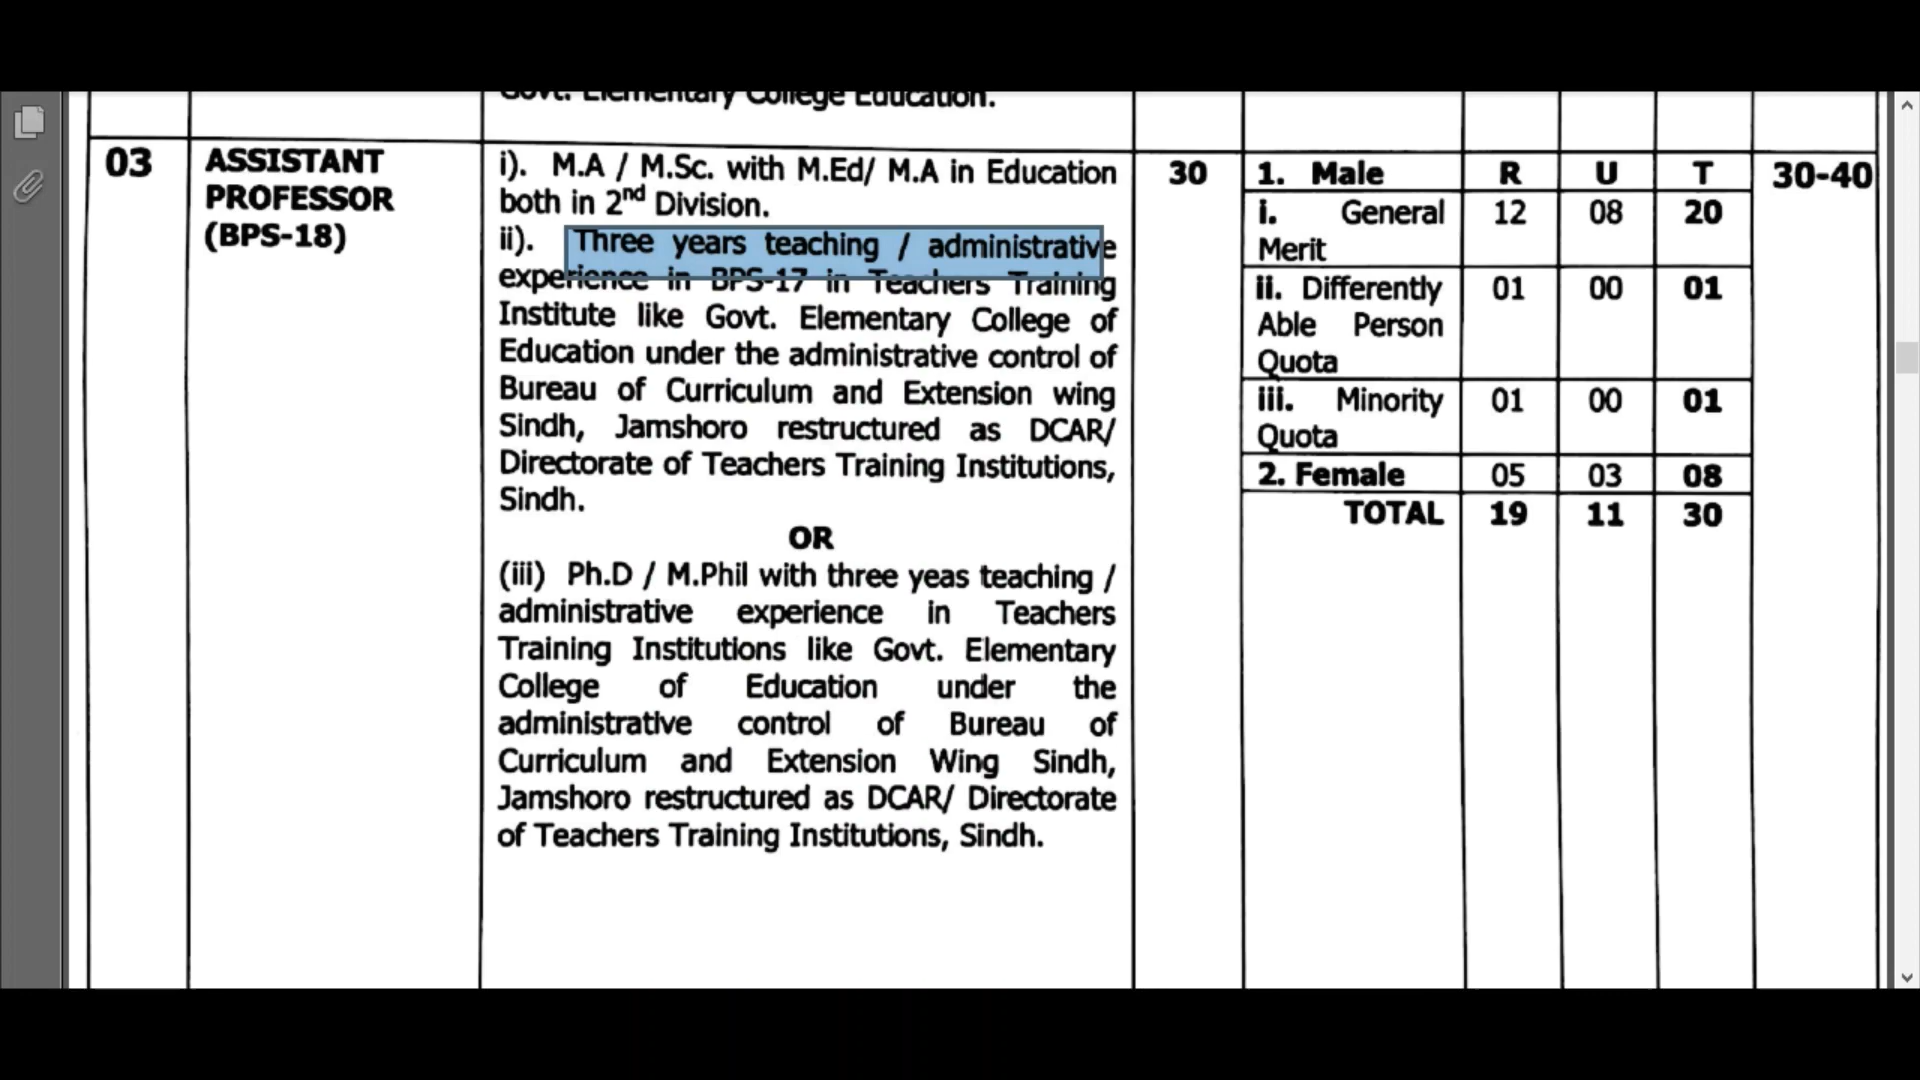 Govt. Elementary College Education.
03
ASSISTANT
PROFESSOR
(BPS-18)
i). M.A / M.Sc. with M.Ed/ M.A in Education
both in 2nd Division.
ii). Three years teaching / administrative
experience in BPS-17 in Teachers Training
Institute like Govt. Elementary College of
Education under the administrative control of
Bureau of Curriculum and Extension wing
Sindh, Jamshoro restructured as DCAR/
Directorate of Teachers Training Institutions,
Sindh.
OR
(iii) Ph.D / M.Phil with three yeas teaching /
administrative experience in Teachers
Training Institutions like Govt. Elementary
College of Education under the
administrative control of Bureau of
Curriculum and Extension Wing Sindh,
Jamshoro restructured as DCAR/ Directorate
of Teachers Training Institutions, Sindh.
30
1. Male R U T
i. General 12 08 20
Merit
ii. Differently 01 00 01
Able Person
Quota
iii. Minority 01 00 01
Quota
2. Female 05 03 08
TOTAL 19 11 30
30-40